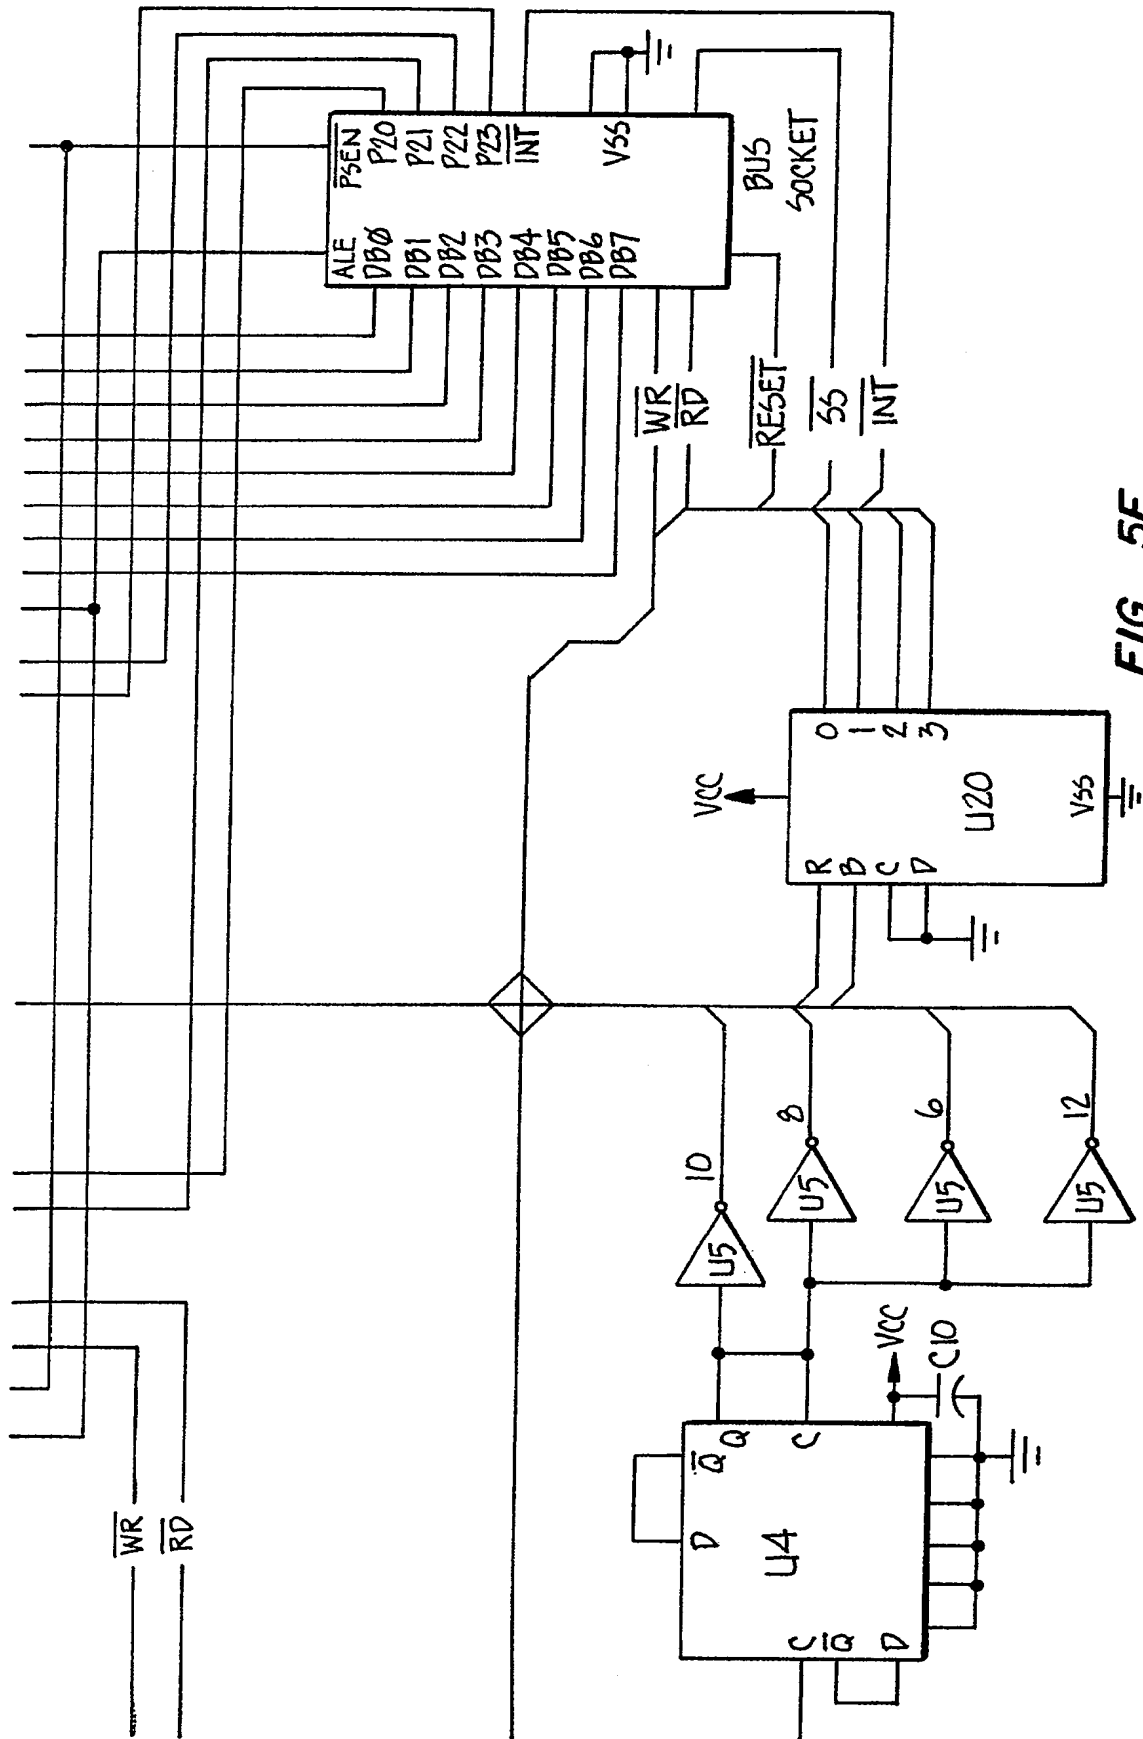 PSEN
P20
P21
P22
P23
INT
VSS
ALE
DBØ
DB1
DB2
DB3
DB4
DB5
DB6
DB7
BUS
SOCKET
WR
RD
RESET
SS
INT
VCC
0
1
2
3
R
B
C
D
U20
VSS
10
8
6
12
U5
U5
U5
U5
VCC
C10
Q
Q
C
D
U4
C
Q
D
WR
RD
FIG 5F